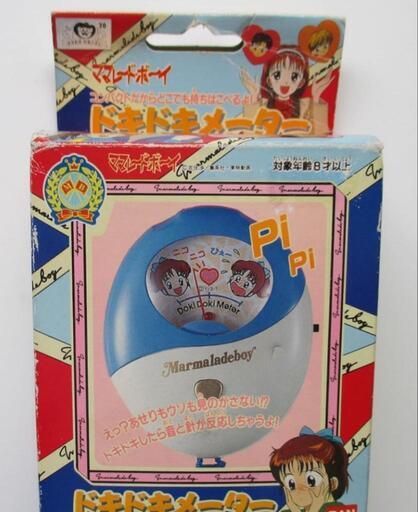 ママレード・ボーイ
コンパクトだからどこでも持ちはこべるよ!
ドキドキメーター
ママレード・ボーイ
Marmaladeboy
対象年齢8才以上
ニコ
ニコ
ひぇー
Pi
Pi
Doki Doki Meter
Marmaladeboy
えっ?あせりもウソも見のがさない!?
ドキドキしたら音と針が反応しちゃうよ!
ドキドキメーター